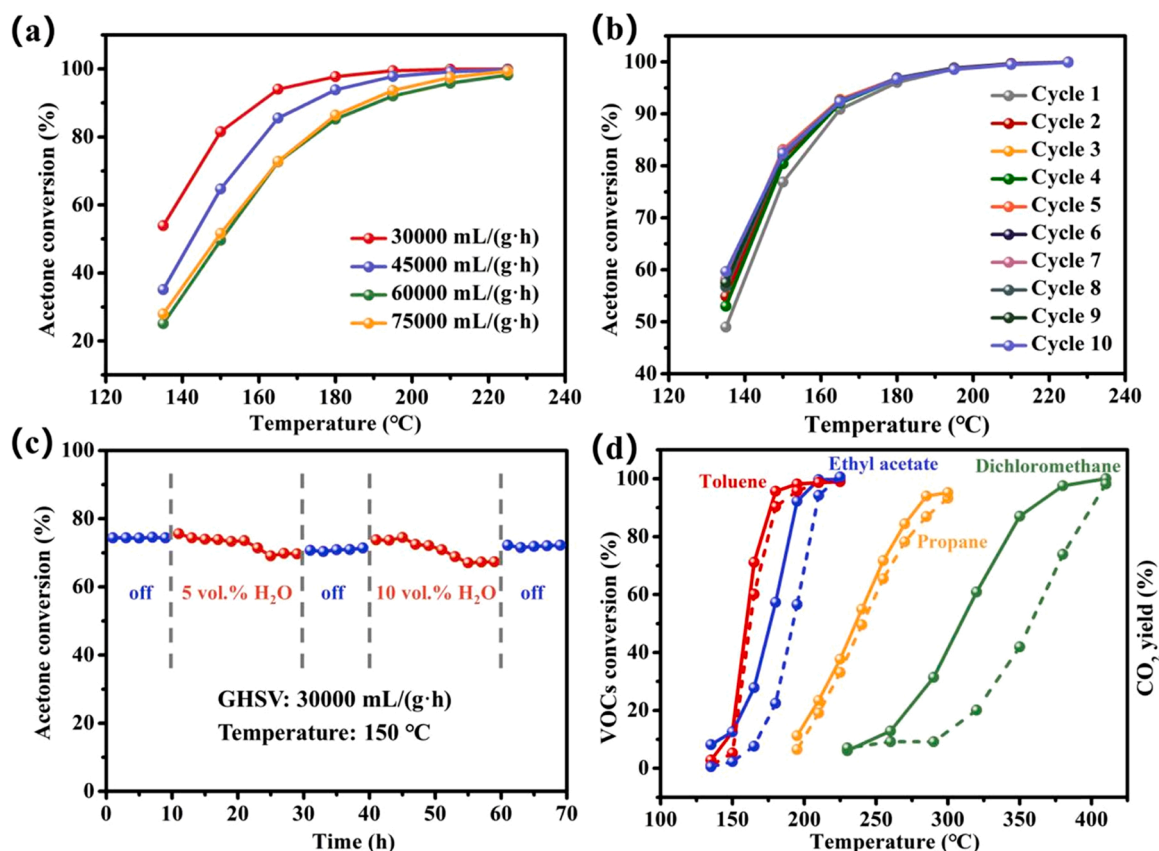 (a)
Acetone conversion (%)
100
80
60
40
20
30000 mL/(g·h)
45000 mL/(g·h)
60000 mL/(g·h)
75000 mL/(g·h)
120 140 160 180 200 220 240
Temperature (℃)
(b)
Acetone conversion (%)
100
90
80
70
60
50
40
Cycle 1
Cycle 2
Cycle 3
Cycle 4
Cycle 5
Cycle 6
Cycle 7
Cycle 8
Cycle 9
Cycle 10
120 140 160 180 200 220 240
Temperature (℃)
(c)
Acetone conversion (%)
100
80
60
40
20
0
off 5 vol.% H₂O off 10 vol.% H₂O off
GHSV: 30000 mL/(g·h)
Temperature: 150 ℃
0 10 20 30 40 50 60 70
Time (h)
(d)
VOCs conversion (%)
100
80
60
40
20
0
Toluene
Ethyl acetate
Dichloromethane
Propane
CO₂ yield (%)
100 150 200 250 300 350 400
Temperature (℃)